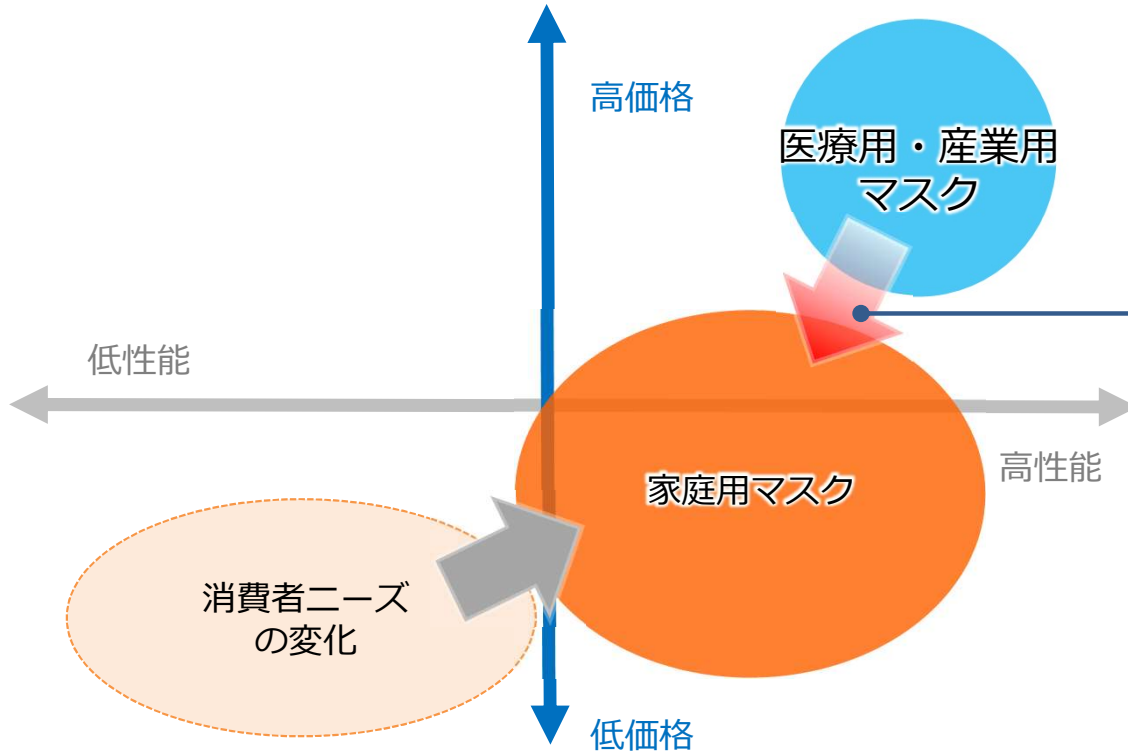 高価格
医療用・産業用
マスク
低性能
高性能
家庭用マスク
消費者ニーズ
の変化
低価格